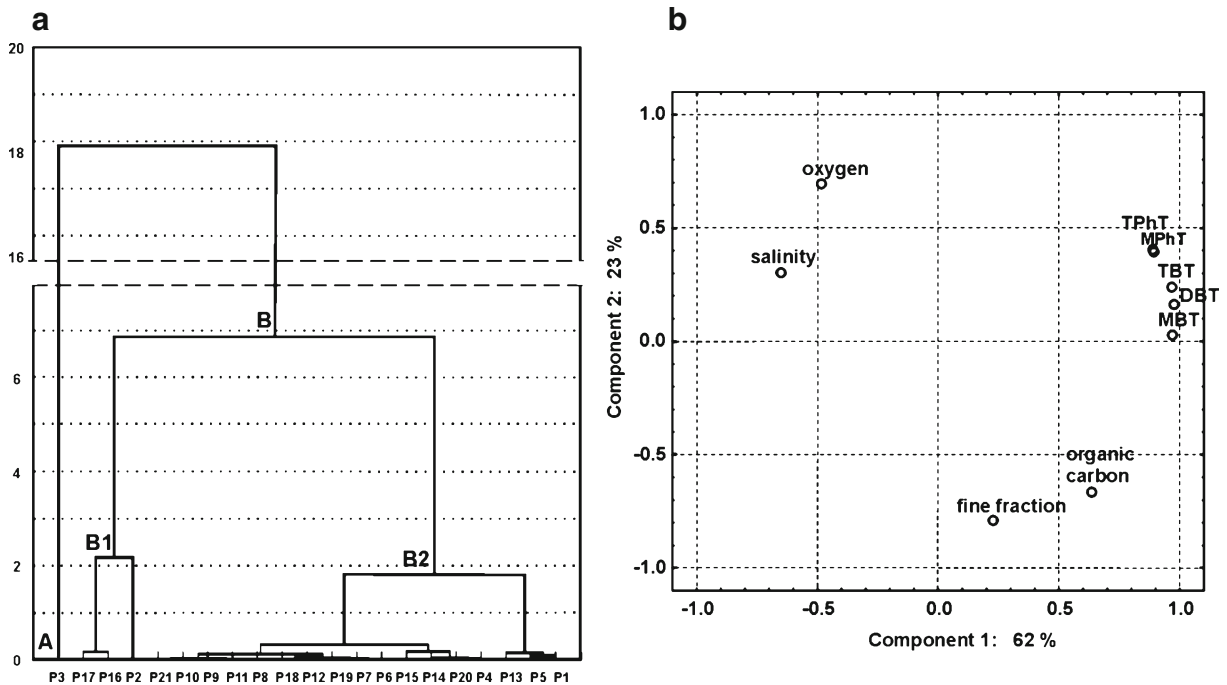 a
20
18
16
6
4
2
0
B
B1
B2
A
P3 P17 P16 P2 P21 P10 P9 P11 P8 P18 P12 P19 P7 P6 P15 P14 P20 P4 P13 P5 P1
b
1.0
0.5
0.0
-0.5
-1.0
Component 2: 23 %
oxygen
salinity
TPhT
MPhT
TBT
DBT
MBT
organic
carbon
fine fraction
-1.0 -0.5 0.0 0.5 1.0
Component 1: 62 %